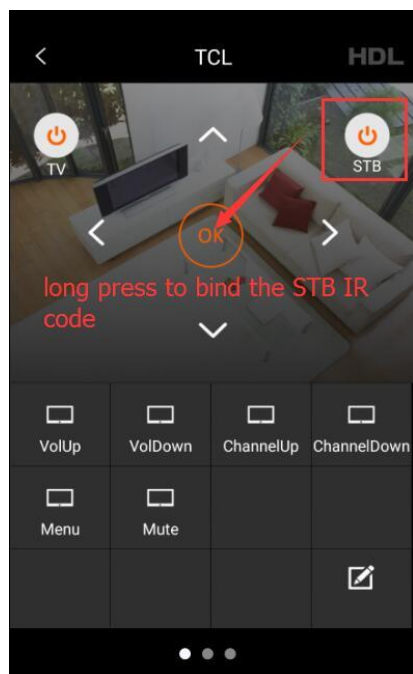 TCL HDL
TV STB
OK
long press to bind the STB IR
code
VolUp VolDown ChannelUp ChannelDown
Menu Mute